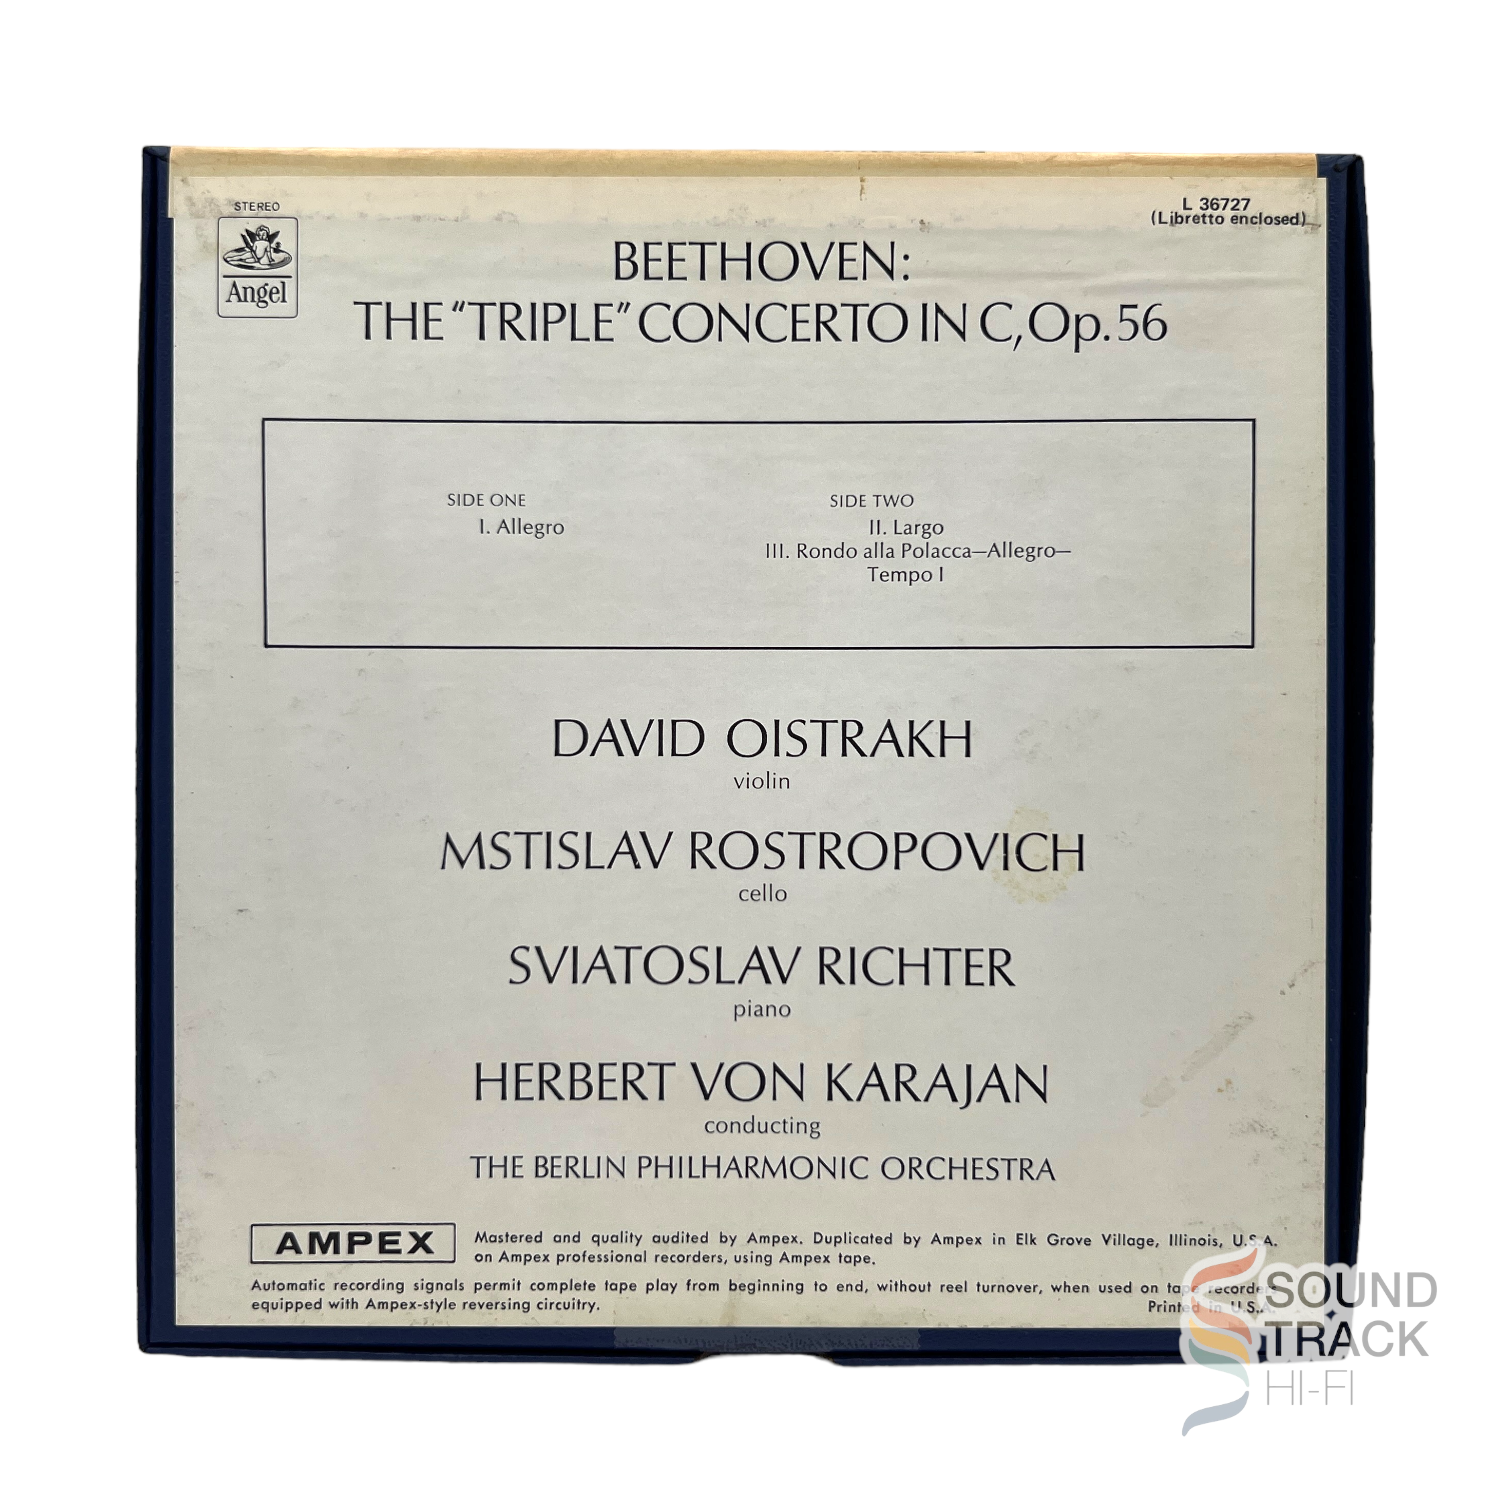 STEREO
Angel
L 36727
(Libretto enclosed)
BEETHOVEN:
THE "TRIPLE" CONCERTO IN C, Op. 56
SIDE ONE
I. Allegro
SIDE TWO
II. Largo
III. Rondo alla Polacca—Allegro—
Tempo I
DAVID OISTRAKH
violin
MSTISLAV ROSTROPOVICH
cello
SVIATOSLAV RICHTER
piano
HERBERT VON KARAJAN
conducting
THE BERLIN PHILHARMONIC ORCHESTRA
AMPEX
Mastered and quality audited by Ampex. Duplicated by Ampex in Elk Grove Village, Illinois, U.S.A.
on Ampex professional recorders, using Ampex tape.
Automatic recording signals permit complete tape play from beginning to end, without reel turnover, when used on tape recorders
equipped with Ampex-style reversing circuitry.
Printed in U.S.A.
SOUND
TRACK
HI-FI